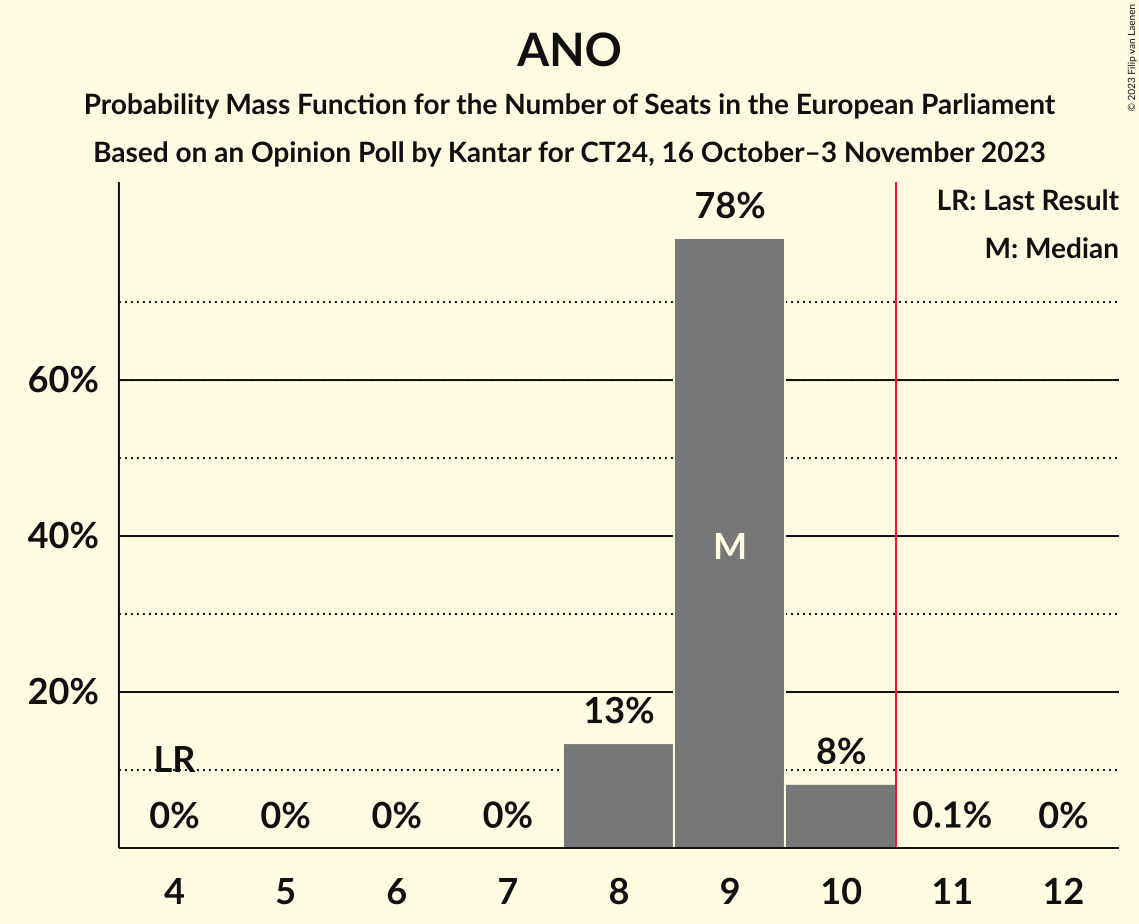 ANO
Probability Mass Function for the Number of Seats in the European Parliament
Based on an Opinion Poll by Kantar for CT24, 16 October–3 November 2023
© 2023 Filip van Laenen
LR: Last Result
M: Median
78%
60%
40%
M
20%
13%
LR
8%
0%
0%
0%
0%
0.1%
0%
4
5
6
7
8
9
10
11
12